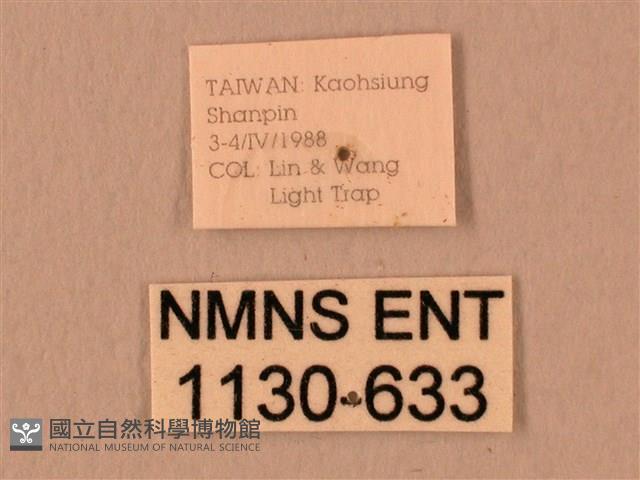 TAIWAN: Kaohsiung
Shanpin
3-4/IV/1988
COL: Lin & Wang
Light Trap
NMNS ENT
1130-633
國立自然科學博物館
NATIONAL MUSEUM OF NATURAL SCIENCE